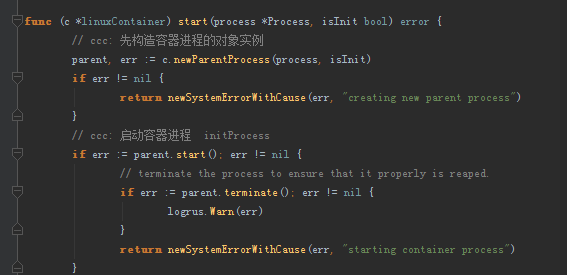 func (c *linuxContainer) start(process *Process, isInit bool) error {
// ccc: 先构造容器进程的对象实例
parent, err := c.newParentProcess(process, isInit)
if err != nil {
return newSystemErrorWithCause(err, "creating new parent process")
}
// ccc: 启动容器进程  initProcess
if err := parent.start(); err != nil {
// terminate the process to ensure that it properly is reaped.
if err := parent.terminate(); err != nil {
logrus.Warn(err)
}
return newSystemErrorWithCause(err, "starting container process")
}